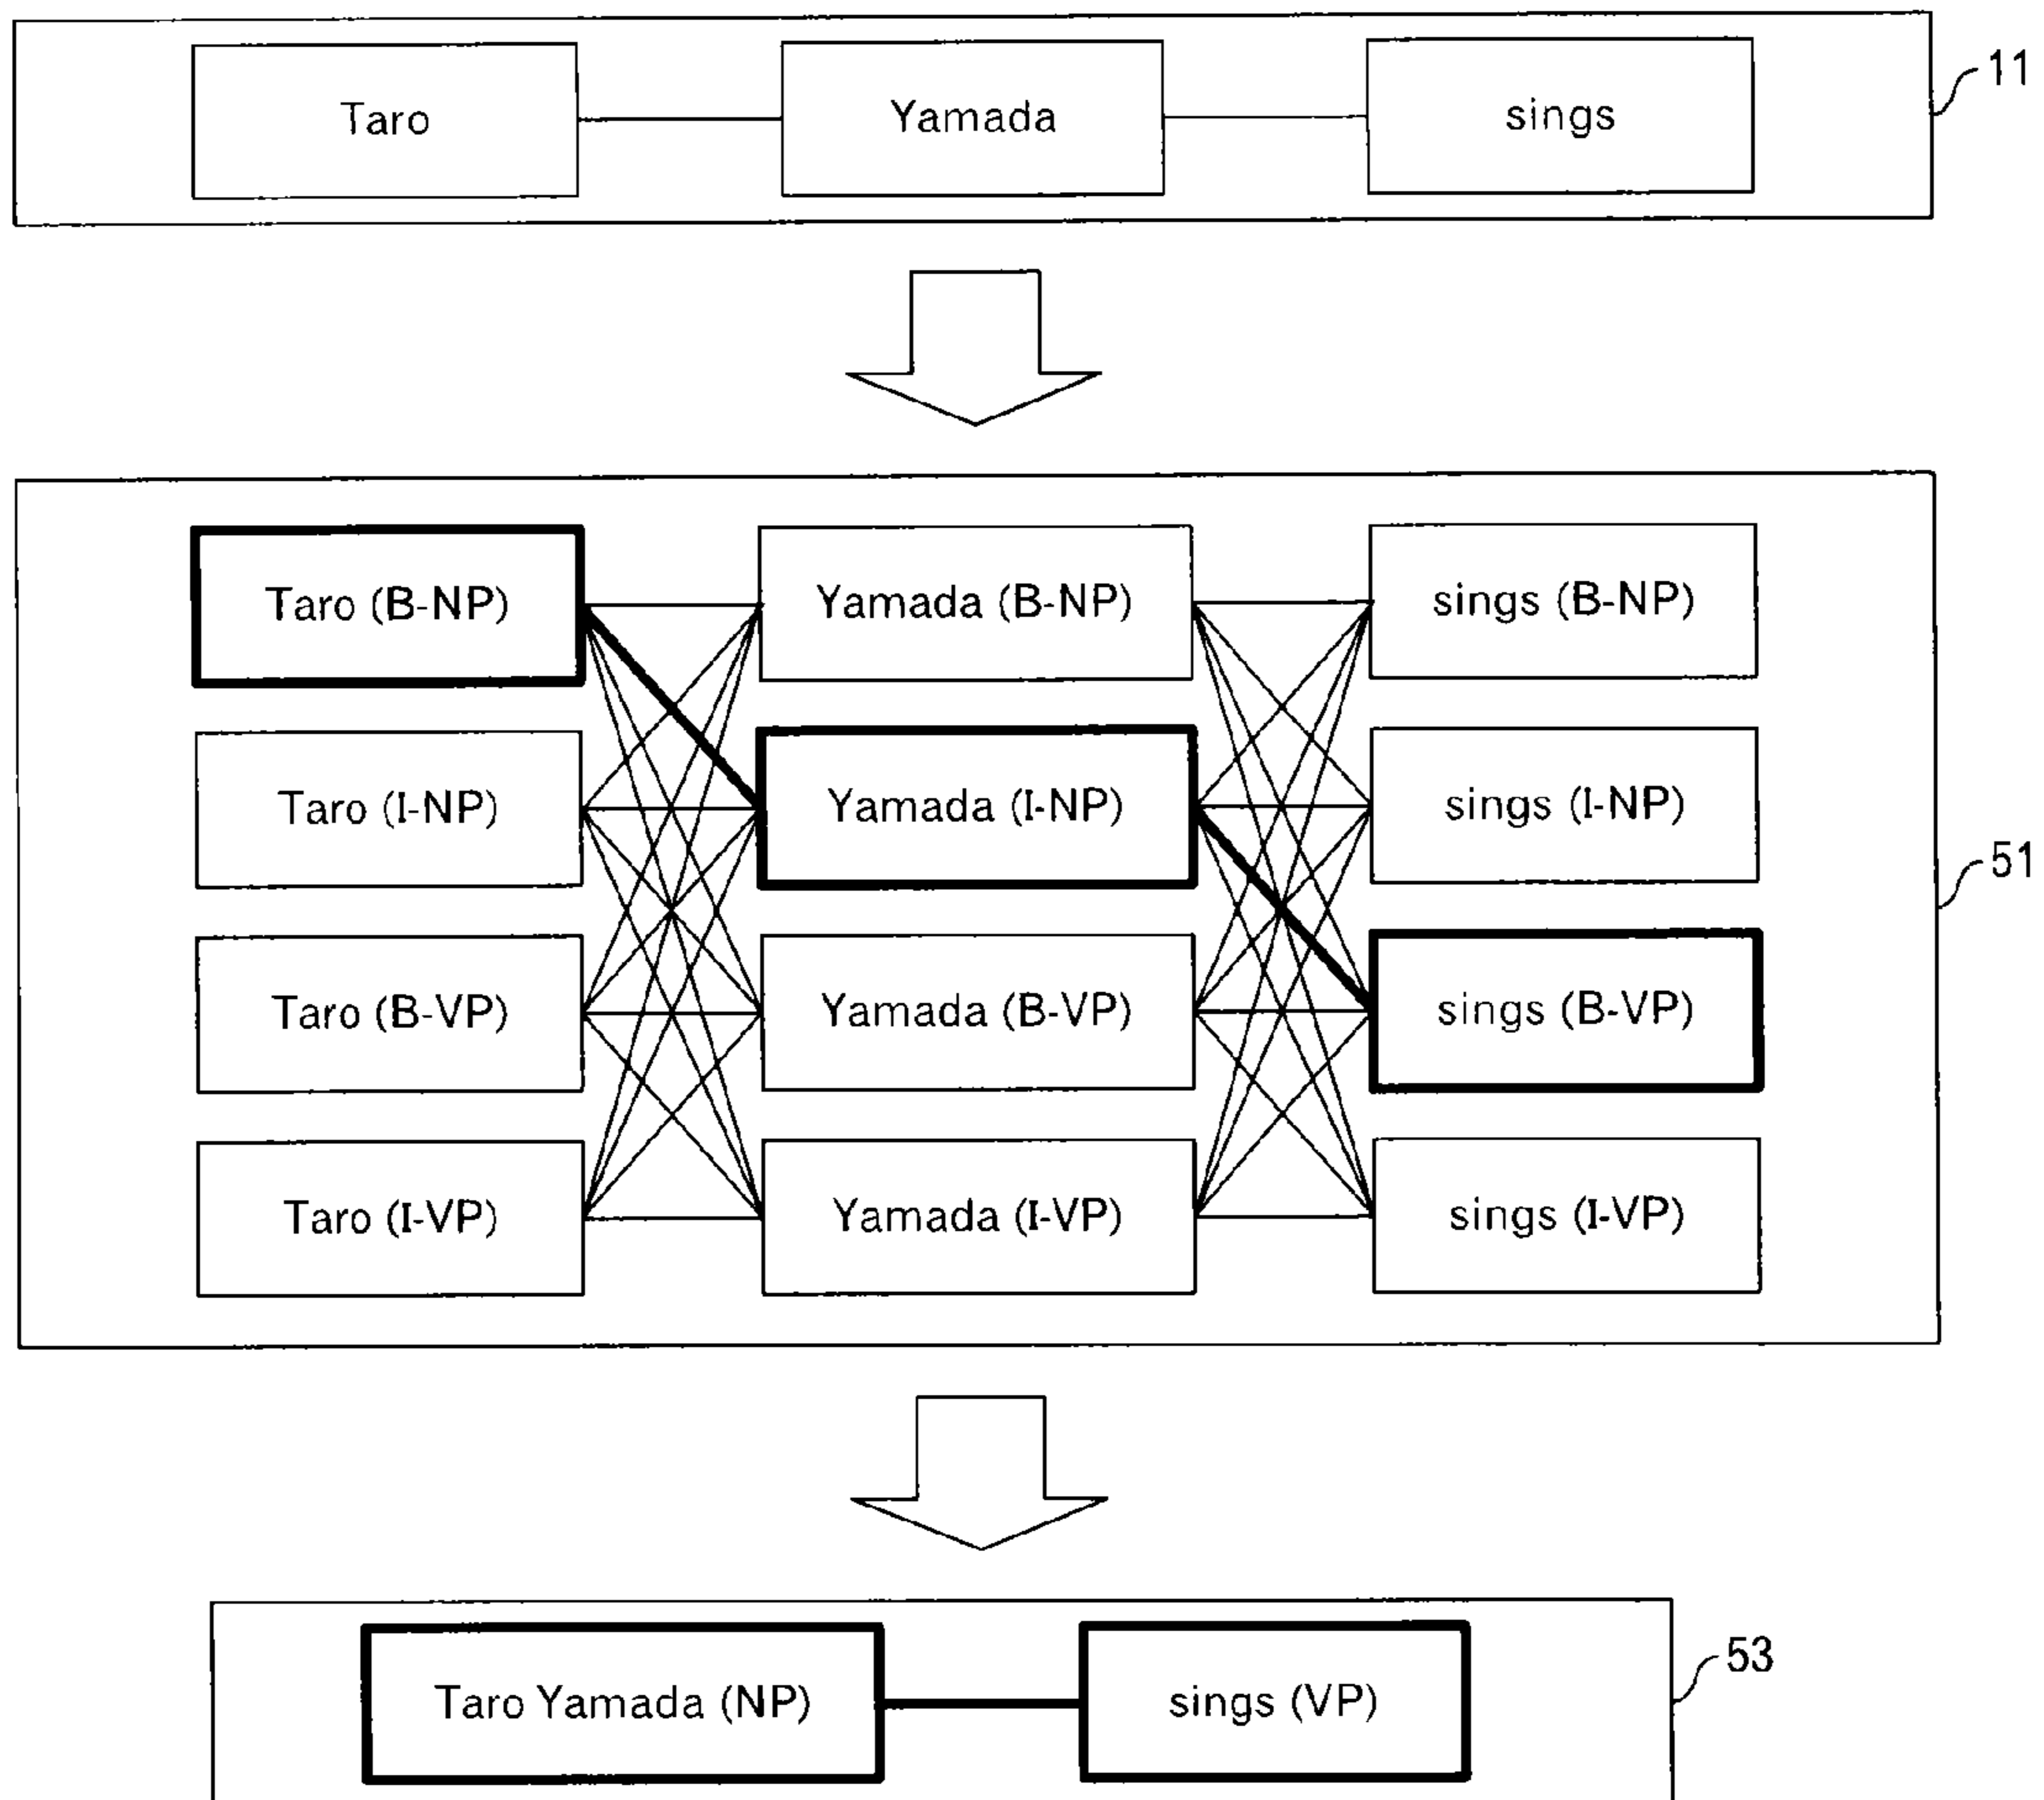 Taro Yamada sings 11
Taro (B-NP) Yamada (B-NP) sings (B-NP)
Taro (I-NP) Yamada (I-NP) sings (I-NP)
51
Taro (B-VP) Yamada (B-VP) sings (B-VP)
Taro (I-VP) Yamada (I-VP) sings (I-VP)
53
Taro Yamada (NP) sings (VP)